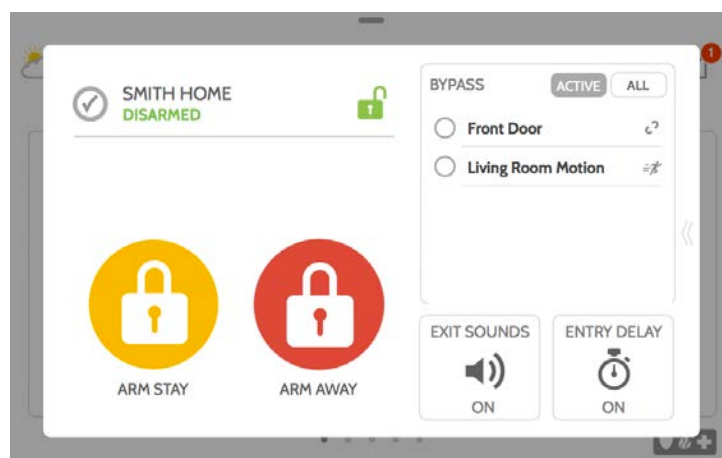 1
SMITH HOME
DISARMED
BYPASS
ACTIVE
ALL
Front Door
Living Room Motion
ARM STAY
ARM AWAY
EXIT SOUNDS
ON
ENTRY DELAY
ON